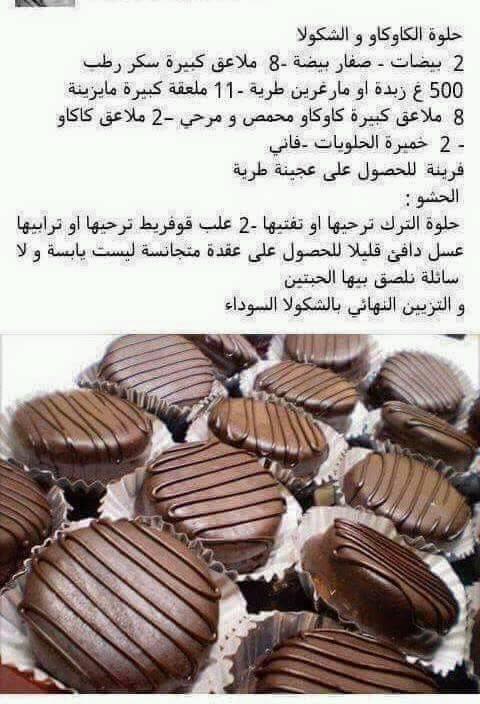 حلوة الكاوكاو و الشكولا
2 بيضات - صفار بيضة -8 ملاعق كبيرة سكر رطب
500 غ زبدة او مارغرين طرية -11 ملعقة كبيرة مايزينة
8 ملاعق كبيرة كاوكاو محمص و مرحي –2 ملاعق كاكاو
- 2 خميرة الحلويات -فاني
فرينة للحصول على عجينة طرية
الحشو :
حلوة الترك ترحيها او تفتيها -2 علب قوفريط ترحيها او ترابيها
عسل دافئ قليلا للحصول على عقدة متجانسة ليست يابسة و لا
سائلة نلصق بيها الحبتين
و التزيين النهائي بالشكولا السوداء